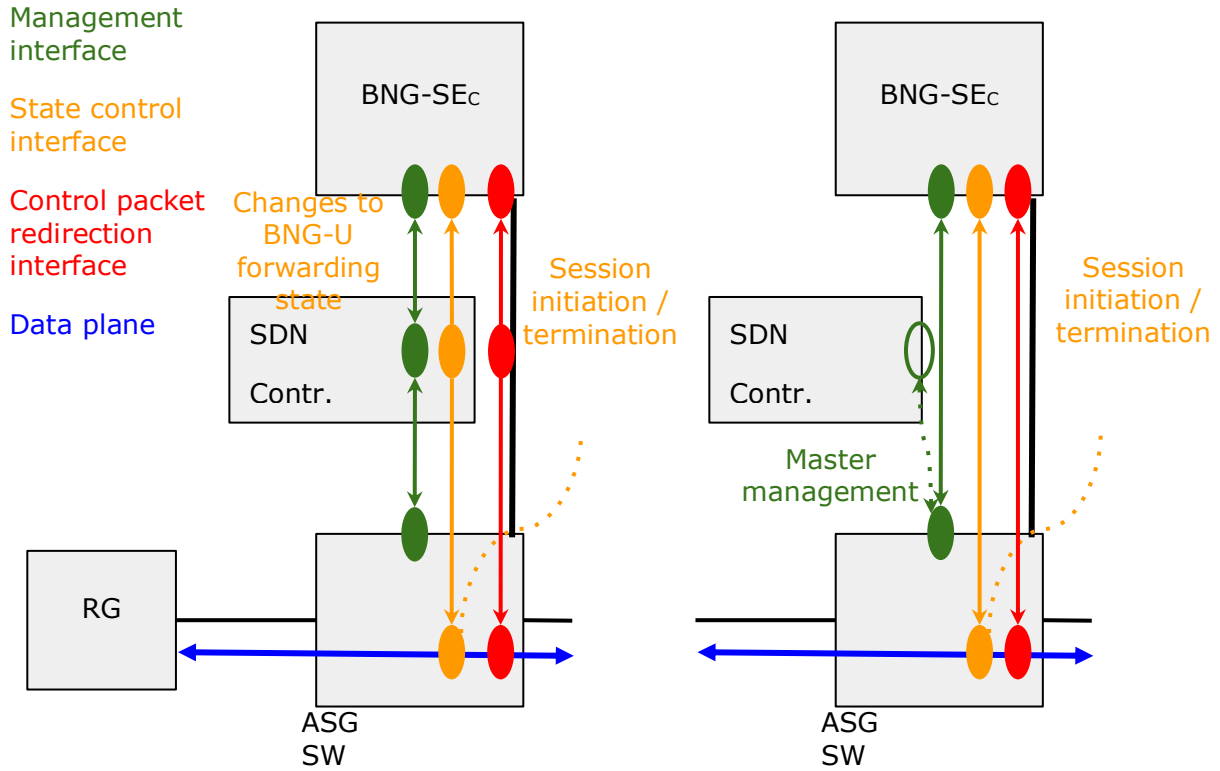 Management
interface
State control
interface
Control packet
redirection
interface
Data plane
BNG-SEC
Changes to
BNG-U
forwarding
state
Session
initiation /
termination
SDN
Contr.
RG
ASG
SW
BNG-SEC
Session
initiation /
termination
SDN
Contr.
Master
management
ASG
SW